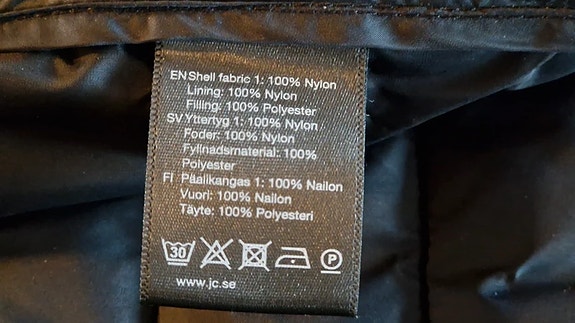 EN Shell fabric 1: 100% Nylon
Lining: 100% Nylon
Filling: 100% Polyester
SV Yttertyg 1: 100% Nylon
Foder: 100% Nylon
Fyllnadsmaterial: 100%
Polyester
FI Päällikangas 1: 100% Nailon
Vuori: 100% Nailon
Täyte: 100% Polyesteri
30 P
www.jc.se